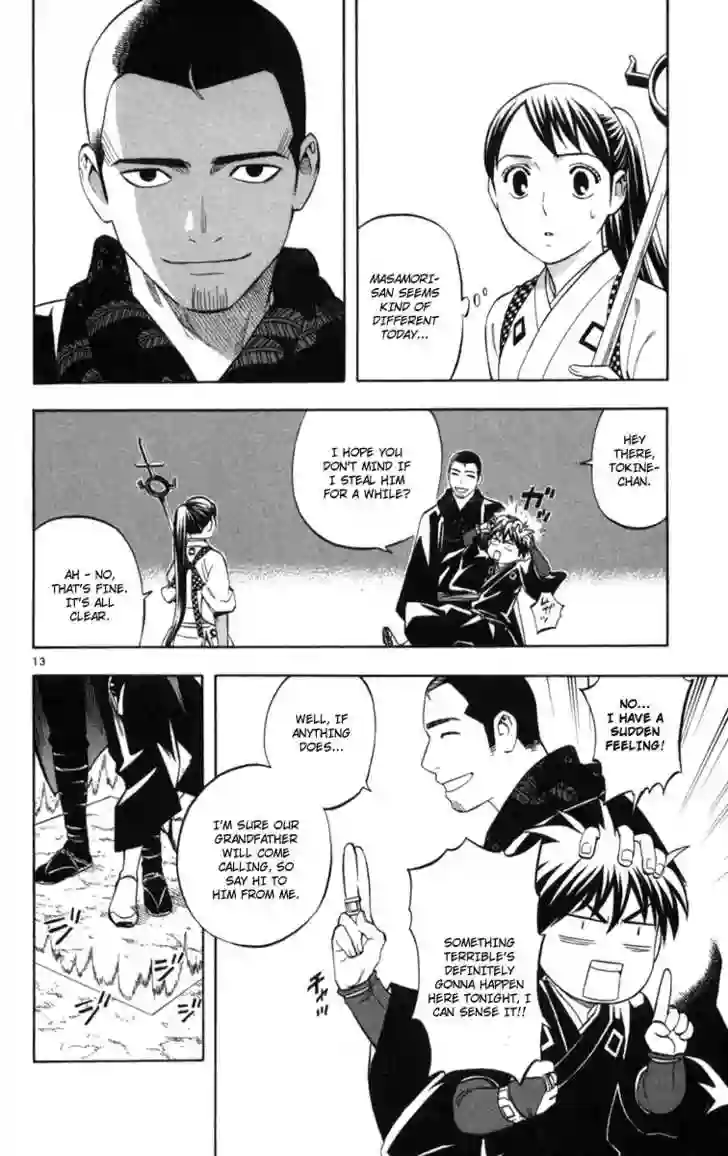 MASAMORI-
SAN SEEMS
KIND OF
DIFFERENT
TODAY...
HEY
THERE,
TOKINE-
CHAN.
I HOPE YOU
DON'T MIND IF
I STEAL HIM
FOR A WHILE?
ガガ
AH - NO,
THAT'S FINE.
IT'S ALL
CLEAR.
13
NO...
I HAVE A
SUDDEN
FEELING!
SOMETHING
TERRIBLE'S
DEFINITELY
GONNA HAPPEN
HERE TONIGHT, I
CAN SENSE IT!!
WELL, IF
ANYTHING
DOES...
I'M SURE OUR
GRANDFATHER
WILL COME
CALLING, SO
SAY HI TO
HIM FROM ME.